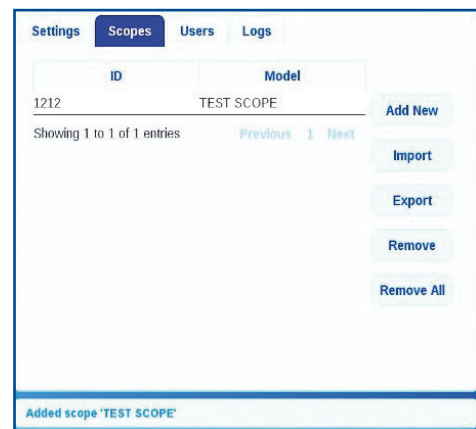 Settings Scopes Users Logs
ID Model
1212 TEST SCOPE
Showing 1 to 1 of 1 entries Previous 1 Next
Add New
Import
Export
Remove
Remove All
Added scope 'TEST SCOPE'